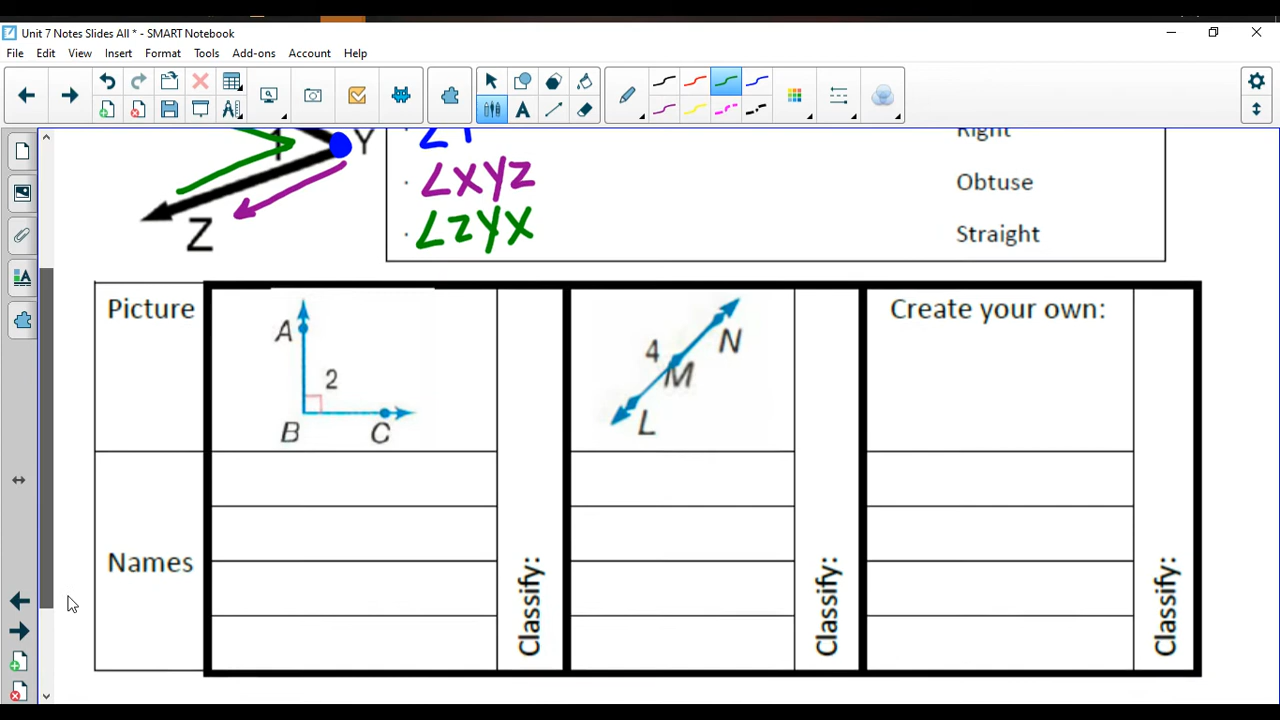 Unit 7 Notes Slides All * - SMART Notebook
File Edit View Insert Format Tools Add-ons Account Help
1 Y
∠Y
Right
∠XYZ
Obtuse
Z
∠ZYX
Straight
Picture
A
2
B C
4 N
M
L
Create your own:
Names
Classify:
Classify:
Classify: